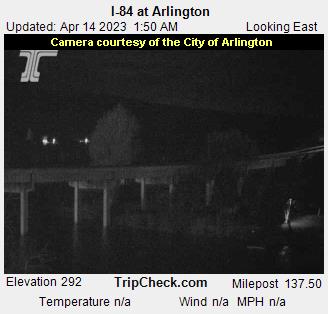 I-84 at Arlington
Updated: Apr 14 2023 1:50 AM Looking East
Camera courtesy of the City of Arlington
Elevation 292 TripCheck.com Milepost 137.50
Temperature n/a Wind n/a MPH n/a